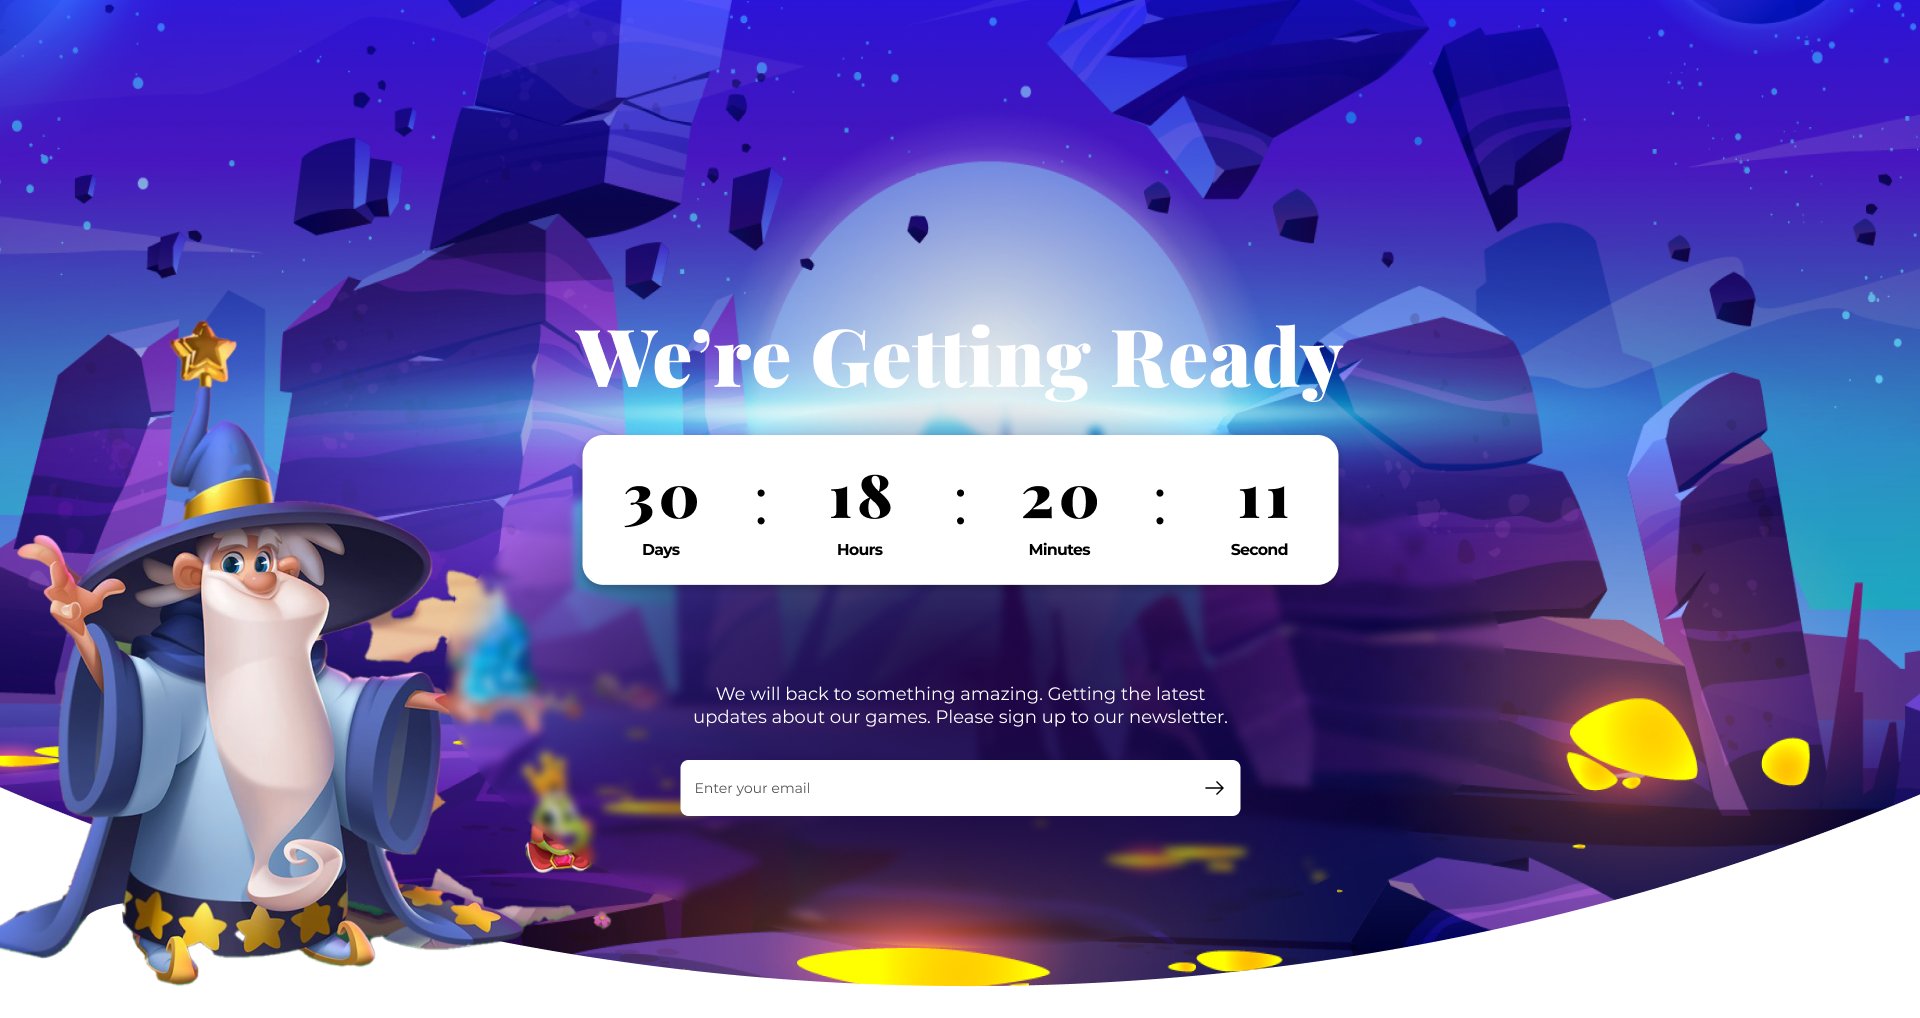 We're Getting Ready
30 : 18 : 20 : 11
Days Hours Minutes Second
We will back to something amazing. Getting the latest
updates about our games. Please sign up to our newsletter.
Enter your email